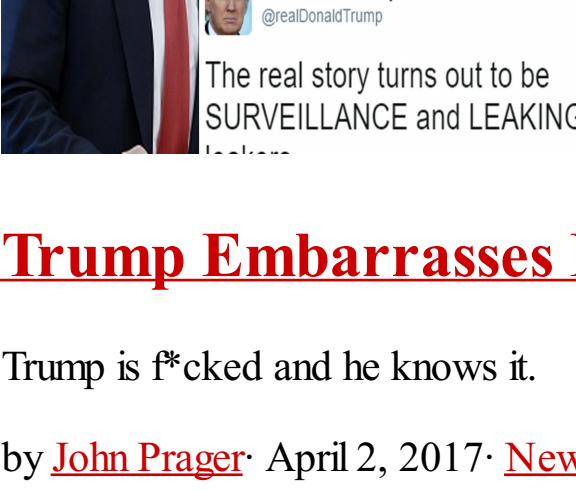 @realDonaldTrump
The real story turns out to be
SURVEILLANCE and LEAKING
Trump Embarrasses
Trump is f*cked and he knows it.
by John Prager· April 2, 2017· New